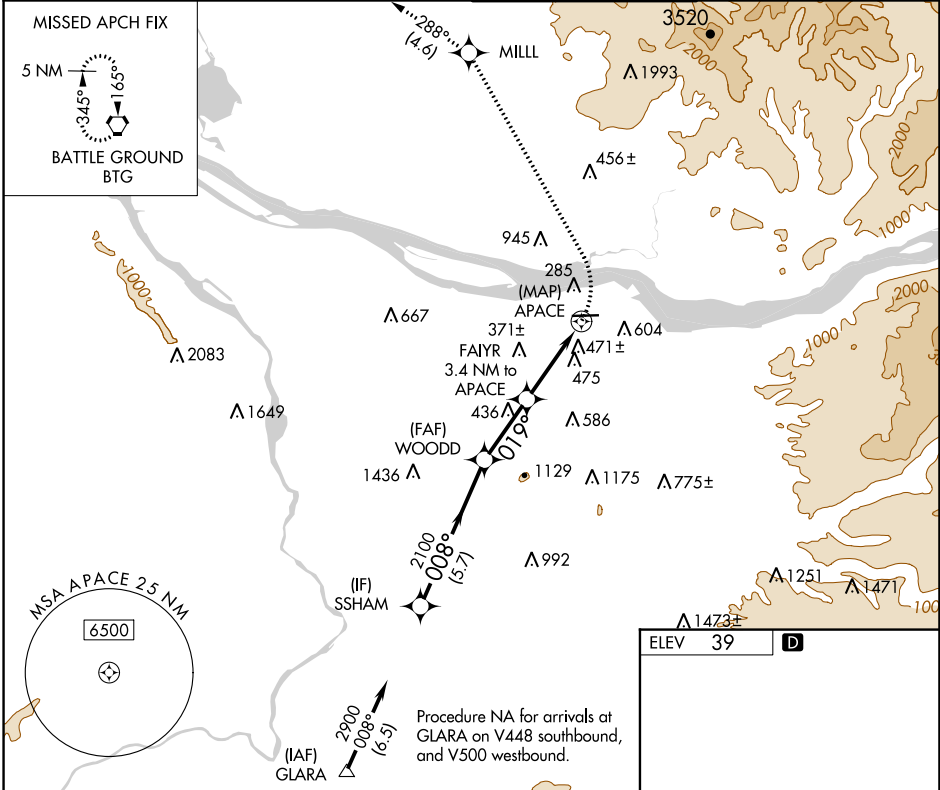 MISSED APCH FIX
5 NM
345°
165°
BATTLE GROUND
BTG
288°
(4.6)
MILLL
3520
2000
1993
456±
2000
1000
945
285
(MAP)
APACE
2000
1000
667
371±
604
471±
475
FAIYR
3.4 NM to
APACE
1000
2083
1649
436
586
019°
(FAF)
WOODD
1436
1129
1175
775±
2100
008°
(5.7)
992
(IF)
SSHAM
1251
1471
1000
1473±
MSA APACE 25 NM
6500
ELEV 39 D
2900
008°
(6.5)
(IAF)
GLARA
Procedure NA for arrivals at
GLARA on V448 southbound,
and V500 westbound.